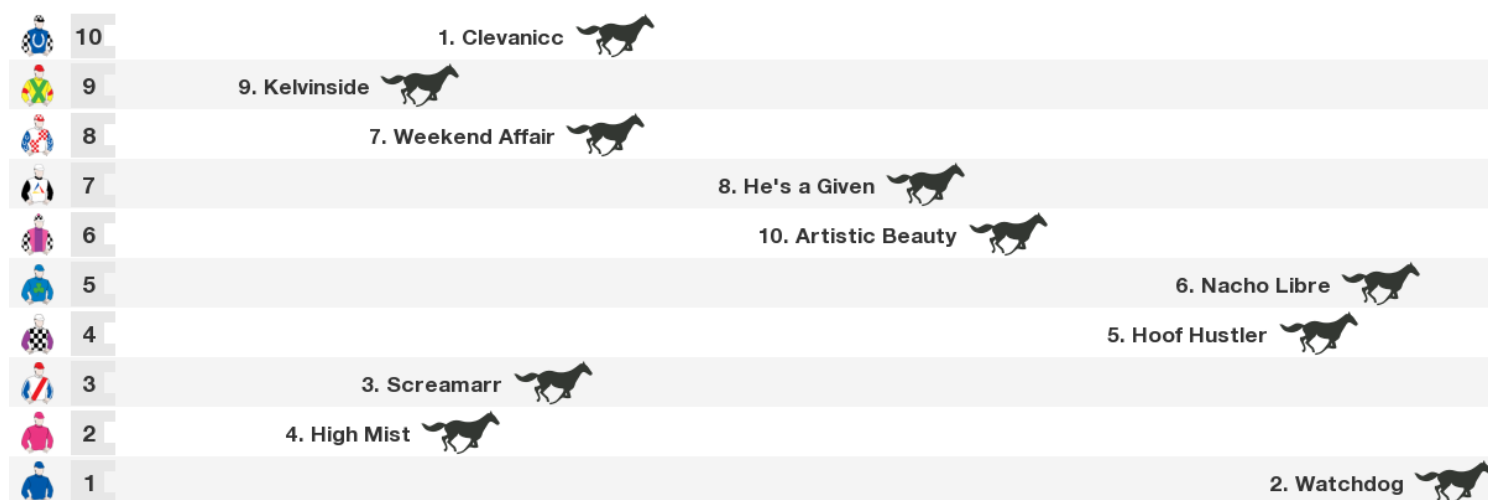 10 1. Clevanicc
9 9. Kelvinside
8 7. Weekend Affair
7 8. He's a Given
6 10. Artistic Beauty
5 6. Nacho Libre
4 5. Hoof Hustler
3 3. Screamarr
2 4. High Mist
1 2. Watchdog